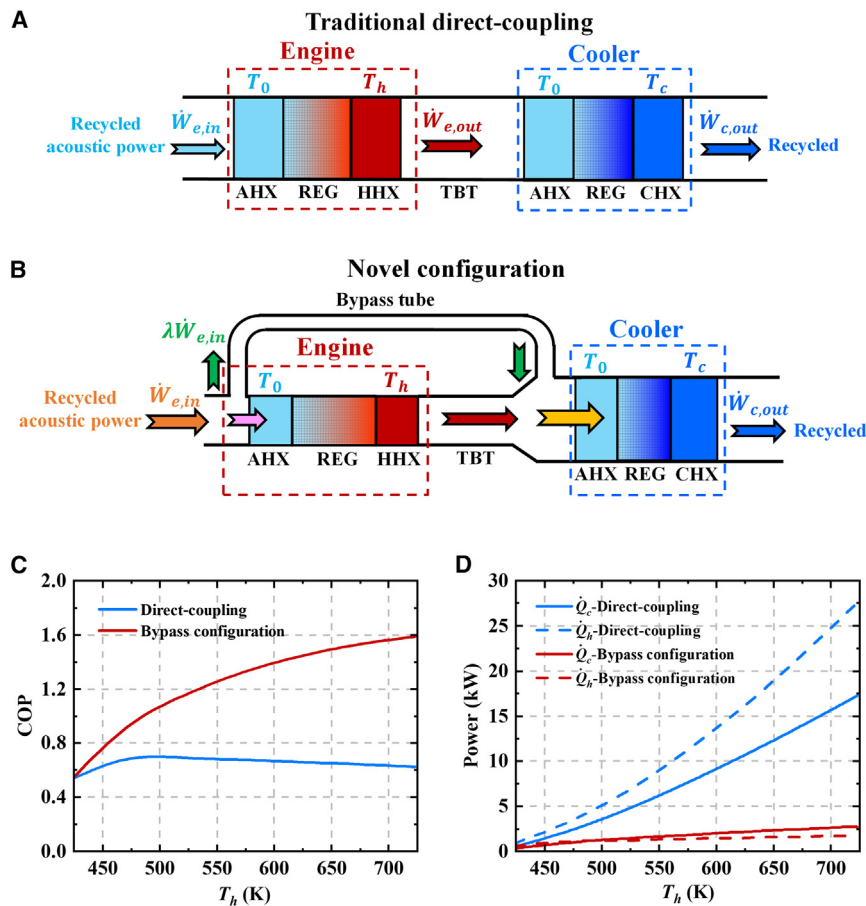 A
Traditional direct-coupling
Engine
Cooler
T₀
Tₕ
T₀
T꜀
Recycled
acoustic power
Ẇe,in
Ẇe,out
Ẇc,out
Recycled
AHX REG HHX TBT AHX REG CHX
B
Novel configuration
Bypass tube
λẆe,in
Engine
Cooler
T₀
Tₕ
T₀
T꜀
Recycled
acoustic power
Ẇe,in
Ẇc,out
Recycled
AHX REG HHX TBT AHX REG CHX
C
2.0
1.6
1.2
0.8
0.4
0.0
COP
Direct-coupling
Bypass configuration
450 500 550 600 650 700
Tₕ (K)
D
30
25
20
15
10
5
0
Power (kW)
Q̇c-Direct-coupling
Q̇h-Direct-coupling
Q̇c-Bypass configuration
Q̇h-Bypass configuration
450 500 550 600 650 700
Tₕ (K)